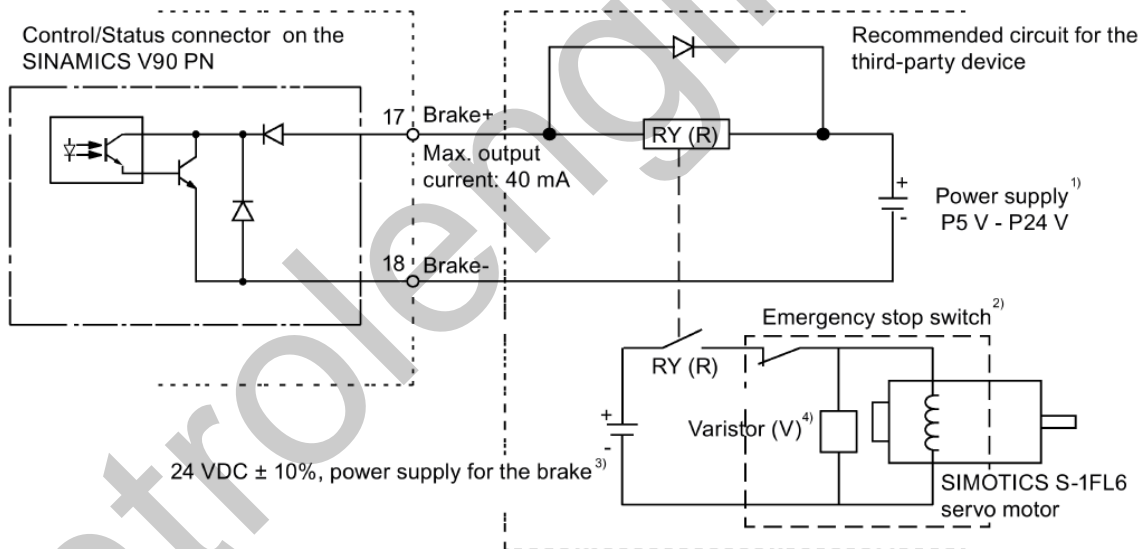 Control/Status connector on the
SINAMICS V90 PN
Recommended circuit for the
third-party device
17
Brake+
RY (R)
Max. output
current: 40 mA
+
Power supply 1)
-
P5 V - P24 V
18
Brake-
Emergency stop switch 2)
RY (R)
+
Varistor (V) 4)
-
24 VDC ± 10%, power supply for the brake 3)
SIMOTICS S-1FL6
servo motor
trolengi